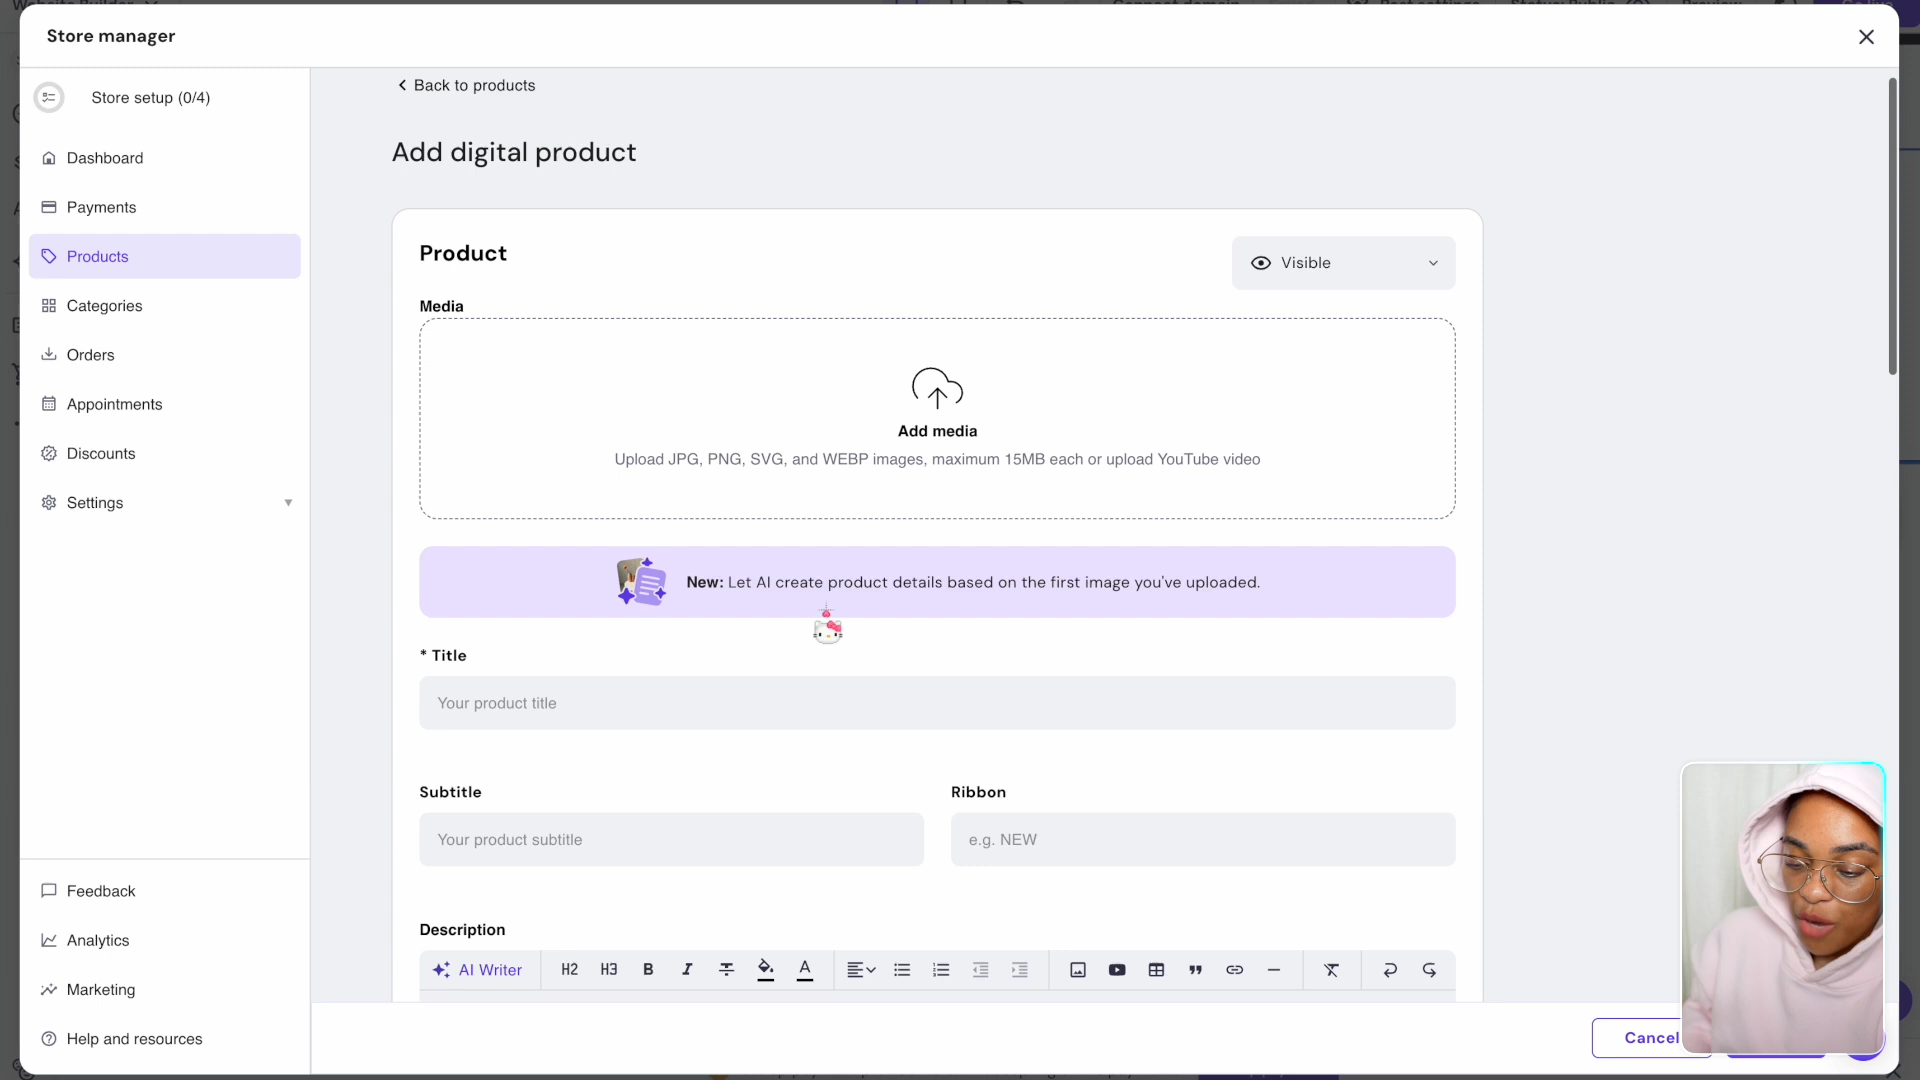 Store manager
Store setup (0/4)
Dashboard
Payments
Products
Categories
Orders
Appointments
Discounts
Settings
Feedback
Analytics
Marketing
Help and resources
Back to products
Add digital product
Product
Visible
Media
Add media
Upload JPG, PNG, SVG, and WEBP images, maximum 15MB each or upload YouTube video
New: Let AI create product details based on the first image you've uploaded.
* Title
Your product title
Subtitle
Ribbon
Your product subtitle
e.g. NEW
Description
AI Writer
H2
H3
B
I
A
Cancel